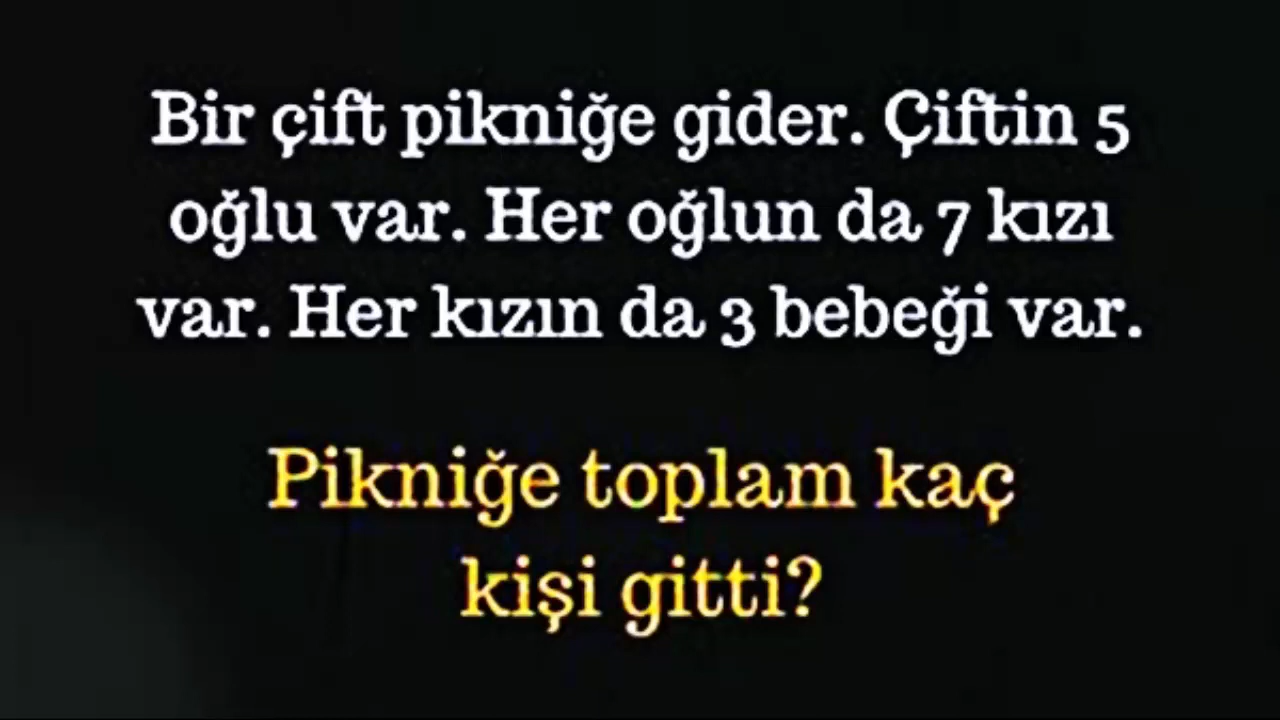 Bir çift pikniğe gider. Çiftin 5
oğlu var. Her oğlun da 7 kızı
var. Her kızın da 3 bebeği var.
Pikniğe toplam kaç
kişi gitti?